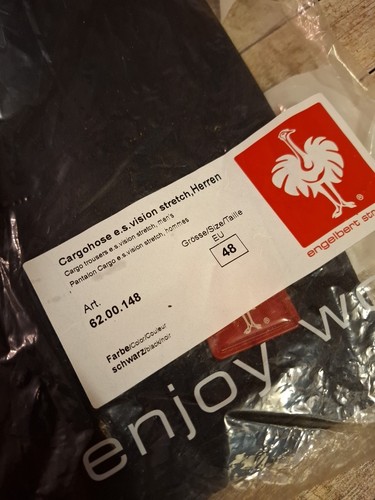 Cargohose e.s.vision stretch,Herren
Cargo trousers e.s.vision stretch, men's
Pantalon Cargo e.s.vision stretch, hommes
Grösse/Size/Taille
EU
48
Art.
62.00.148
Farbe/Color/Couleur
schwarz/black/noir
engelbert
enjoy